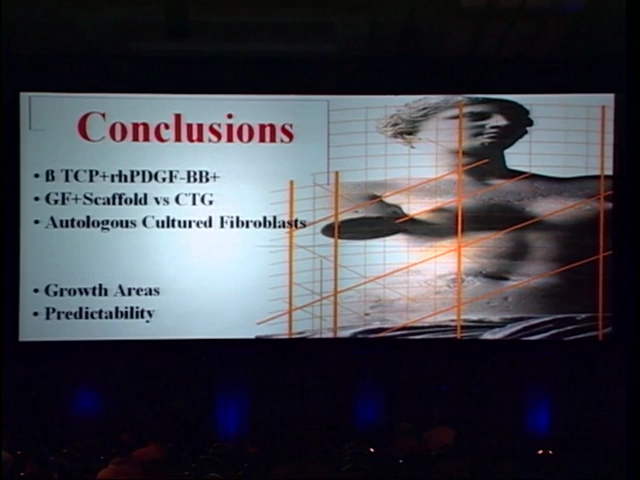 Conclusions
• ß TCP+rhPDGF-BB+
• GF+Scaffold vs CTG
• Autologous Cultured Fibroblasts
• Growth Areas
• Predictability